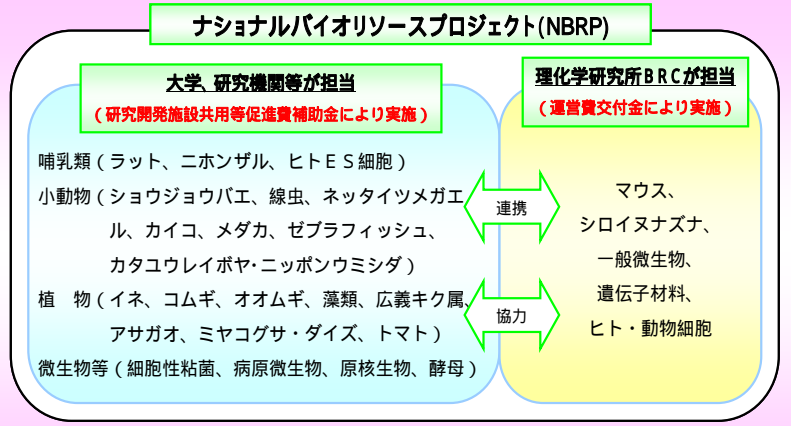 ナショナルバイオリソースプロジェクト(NBRP)
大学、研究機関等が担当
（研究開発施設共用等促進費補助金により実施）
哺乳類（ラット、ニホンザル、ヒトＥＳ細胞）
小動物（ショウジョウバエ、線虫、ネッタイツメガエ
ル、カイコ、メダカ、ゼブラフィッシュ、
カタユウレイボヤ・ニッポンウミシダ）
植　物（イネ、コムギ、オオムギ、藻類、広義キク属、
アサガオ、ミヤコグサ・ダイズ、トマト）
微生物等（細胞性粘菌、病原微生物、原核生物、酵母）
連携
協力
理化学研究所ＢＲＣが担当
（運営費交付金により実施）
マウス、
シロイヌナズナ、
一般微生物、
遺伝子材料、
ヒト・動物細胞